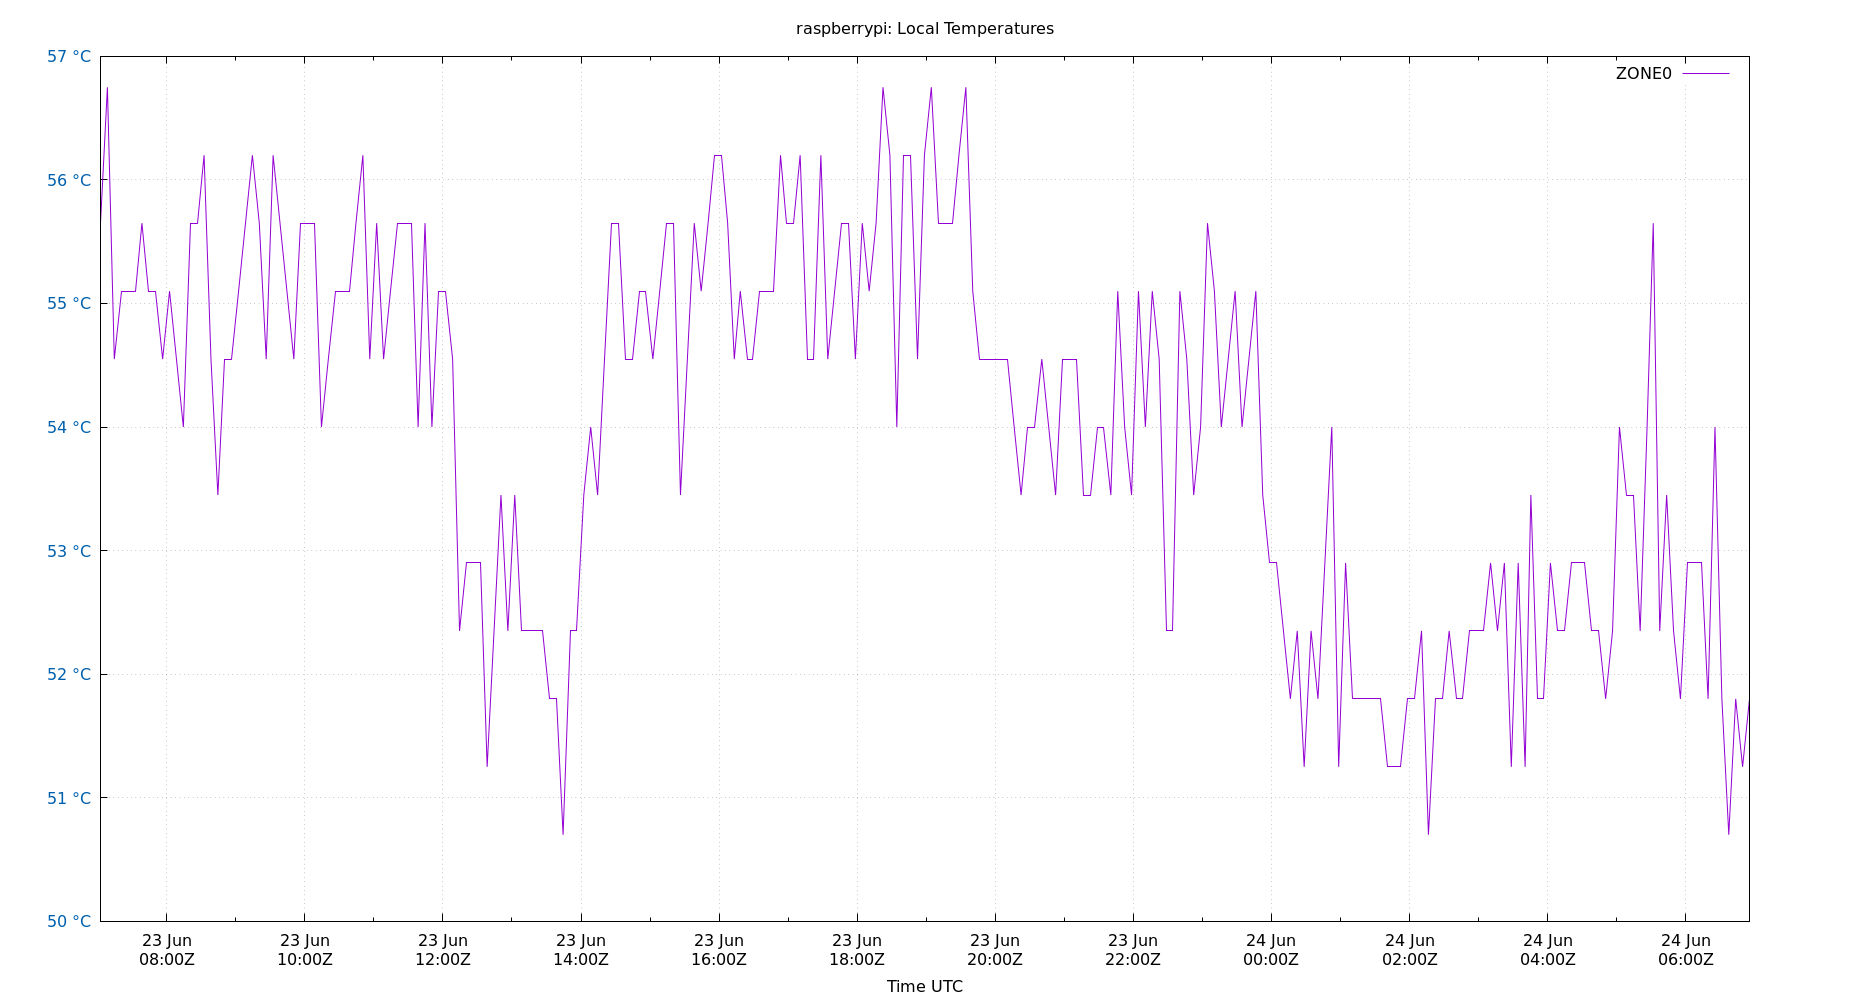 raspberrypi: Local Temperatures
57 °C
ZONE0
56 °C
55 °C
54 °C
53 °C
52 °C
51 °C
50 °C
23 Jun 23 Jun 23 Jun 23 Jun 23 Jun 23 Jun 23 Jun 23 Jun 24 Jun 24 Jun 24 Jun 24 Jun
08:00Z 10:00Z 12:00Z 14:00Z 16:00Z 18:00Z 20:00Z 22:00Z 00:00Z 02:00Z 04:00Z 06:00Z
Time UTC